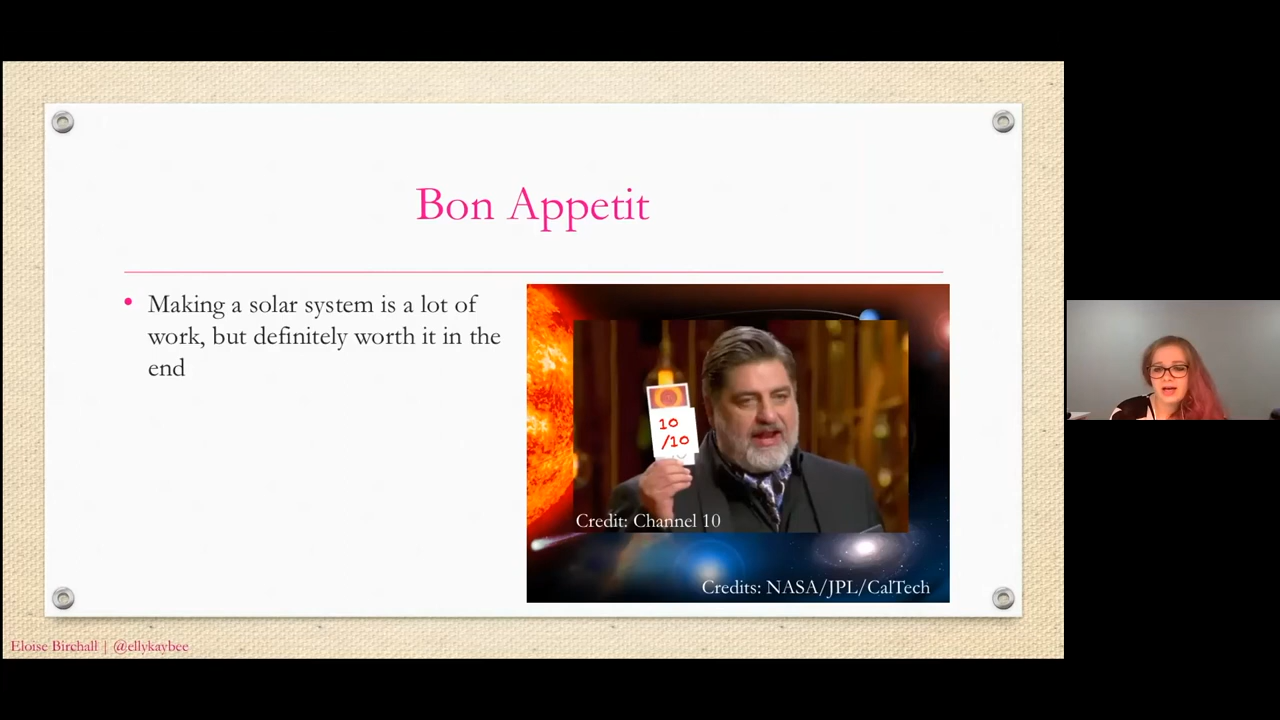 Bon Appetit
• Making a solar system is a lot of
work, but definitely worth it in the
end
10
/10
Credit: Channel 10
Credits: NASA/JPL/CalTech
Eloise Birchall | @ellykaybee